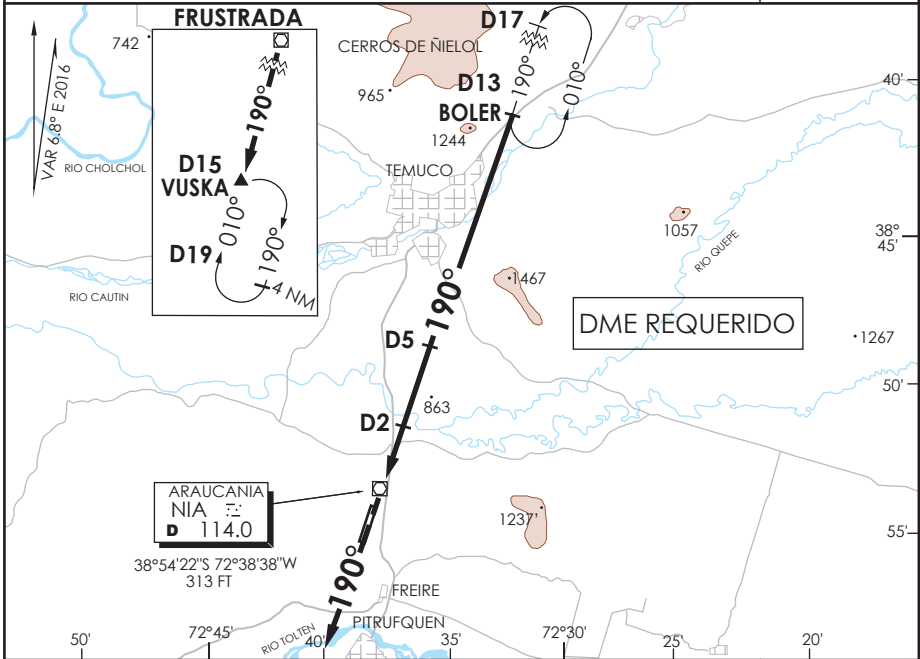 FRUSTRADA
190°
D15
VUSKA
010°
D19
190°
4 NM
VAR 6.8° E 2016
742
RIO CHOLCHOL
RIO CAUTIN
CERROS DE ÑIELOL
965
1244
TEMUCO
D17
190°
010°
D13
BOLER
40'
1057
RIO QUEPE
38°
45'
1467
DME REQUERIDO
1267
190°
D5
50'
863
D2
ARAUCANIA
NIA
D 114.0
38°54'22"S 72°38'38"W
313 FT
1237'
55'
190°
FREIRE
PITRUFQUEN
RIO TOLTEN
50'
72°45'
40'
35'
72°30'
25'
20'